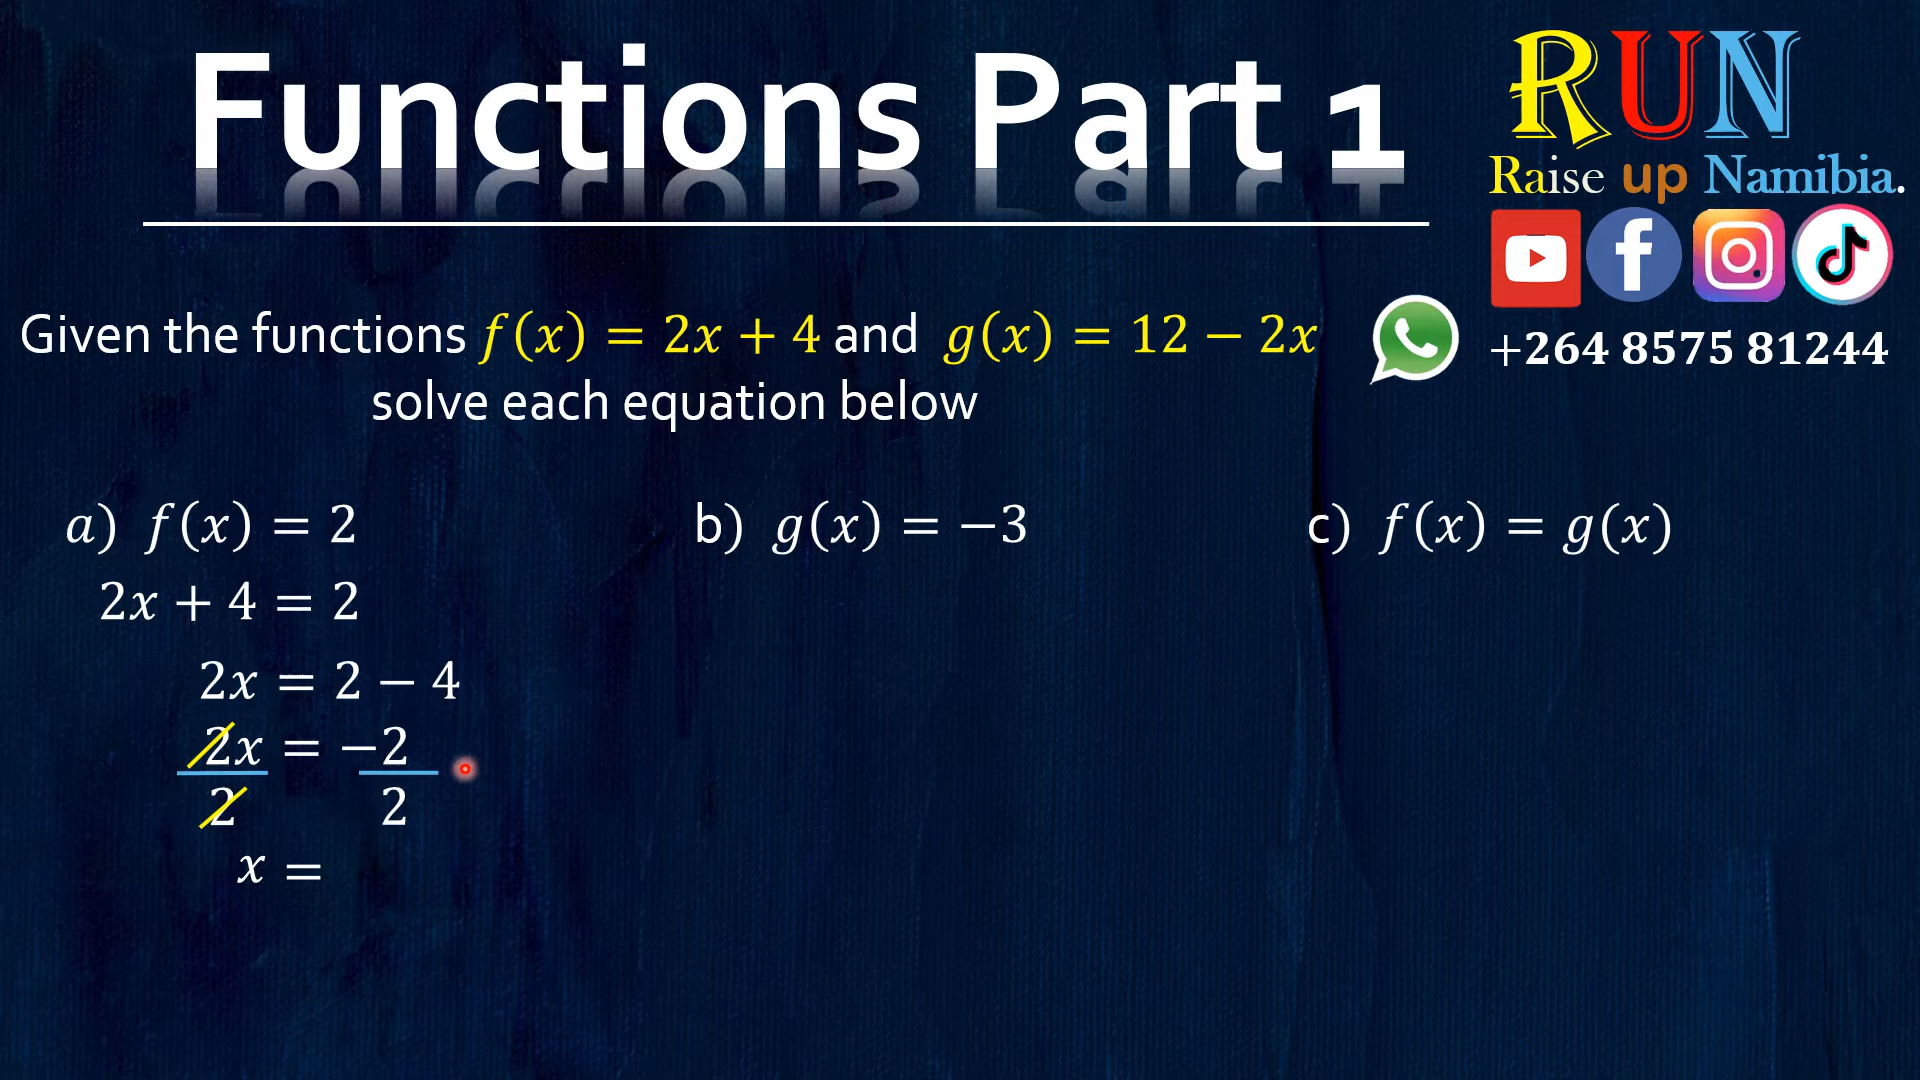 Functions Part 1
RUN
Raise up Namibia.
+264 8575 81244
Given the functions f(x) = 2x + 4 and g(x) = 12 − 2x
solve each equation below
a) f(x) = 2
2x + 4 = 2
2x = 2 − 4
2x = −2
2 2
x =
b) g(x) = −3
c) f(x) = g(x)